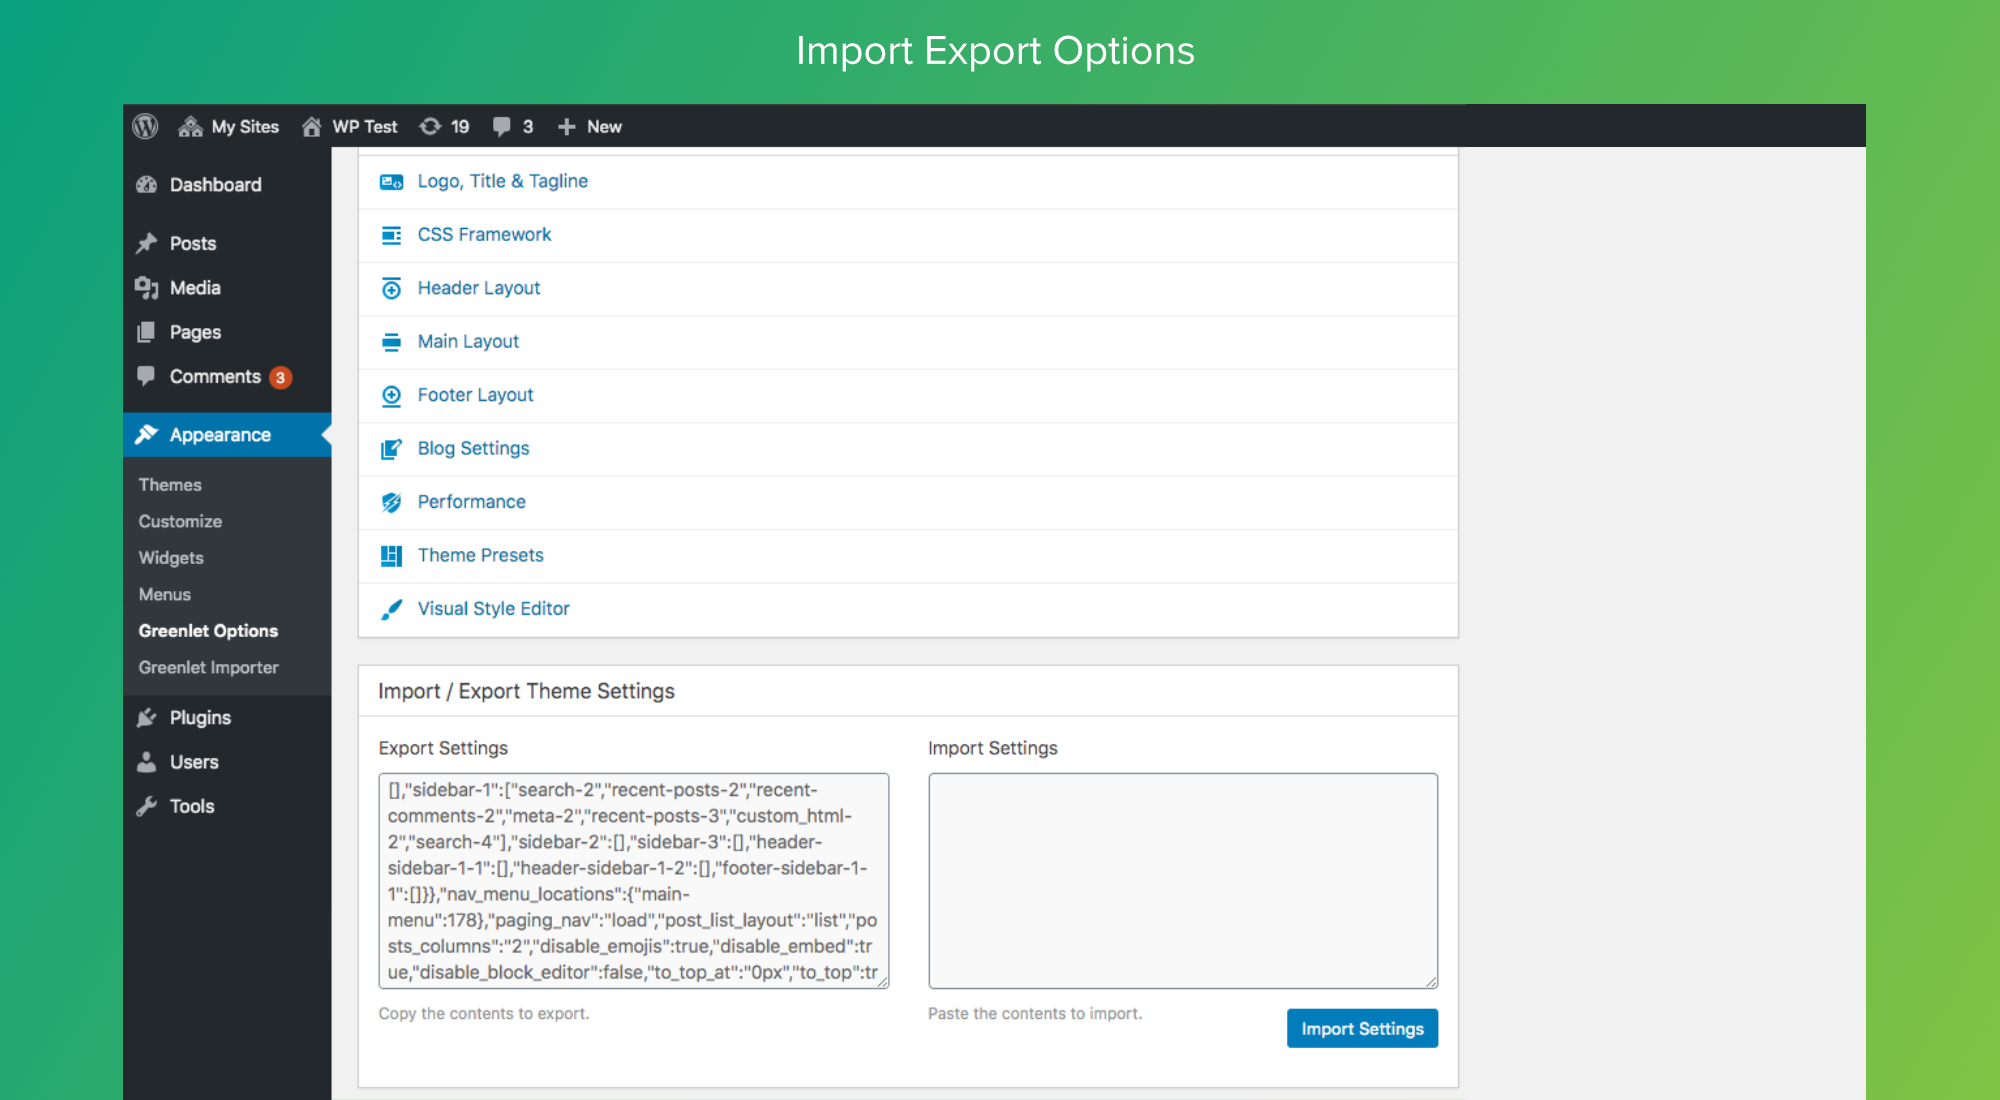 Import Export Options
My Sites WP Test 19 3 New
Dashboard
Posts
Media
Pages
Comments 3
Appearance
Themes
Customize
Widgets
Menus
Greenlet Options
Greenlet Importer
Plugins
Users
Tools
Logo, Title & Tagline
CSS Framework
Header Layout
Main Layout
Footer Layout
Blog Settings
Performance
Theme Presets
Visual Style Editor
Import / Export Theme Settings
Export Settings
[],"sidebar-1":["search-2","recent-posts-2","recent-
comments-2","meta-2","recent-posts-3","custom_html-
2","search-4"],"sidebar-2":[],"sidebar-3":[],"header-
sidebar-1-1":[],"header-sidebar-1-2":[],"footer-sidebar-1-
1":[]}},"nav_menu_locations":{"main-
menu":178},"paging_nav":"load","post_list_layout":"list","po
sts_columns":"2","disable_emojis":true,"disable_embed":tr
ue,"disable_block_editor":false,"to_top_at":"0px","to_top":tr
Copy the contents to export.
Import Settings
Paste the contents to import.
Import Settings